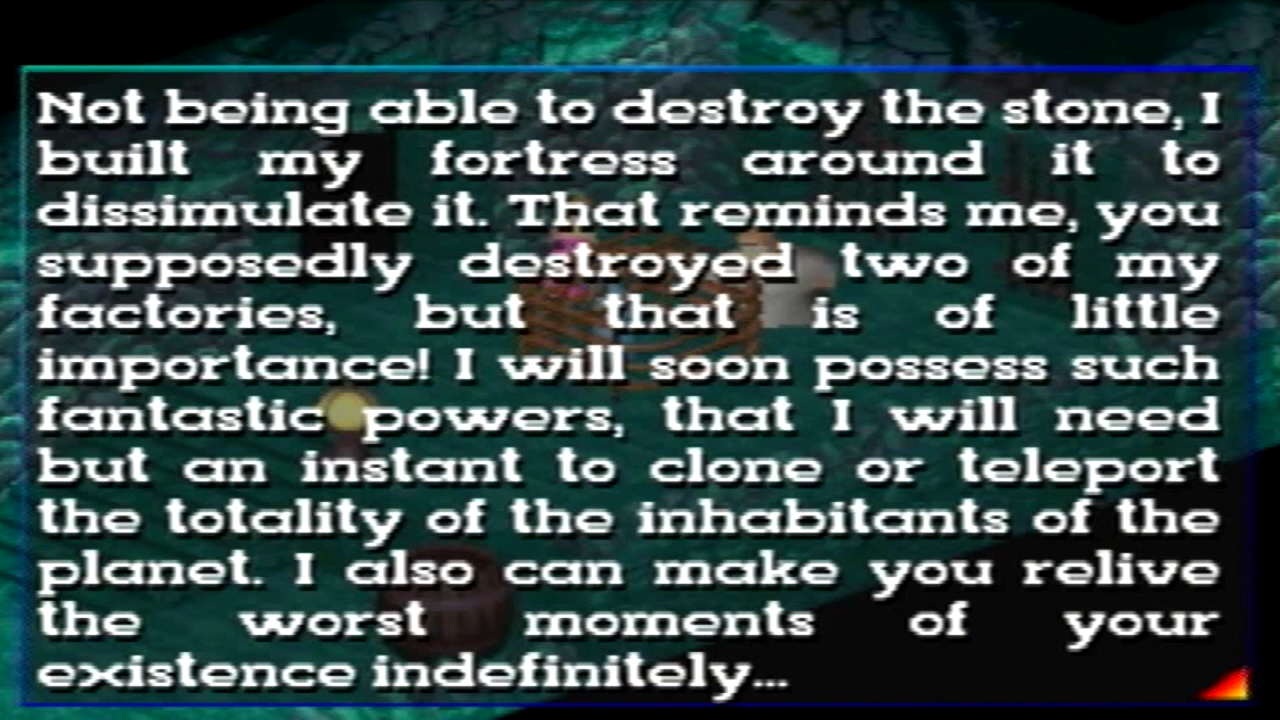 Not being able to destroy the stone, I
built my fortress around it to
dissimulate it. That reminds me, you
supposedly destroyed two of my
factories, but that is of little
importance! I will soon possess such
fantastic powers, that I will need
but an instant to clone or teleport
the totality of the inhabitants of the
planet. I also can make you relive
the worst moments of your
existence indefinitely...